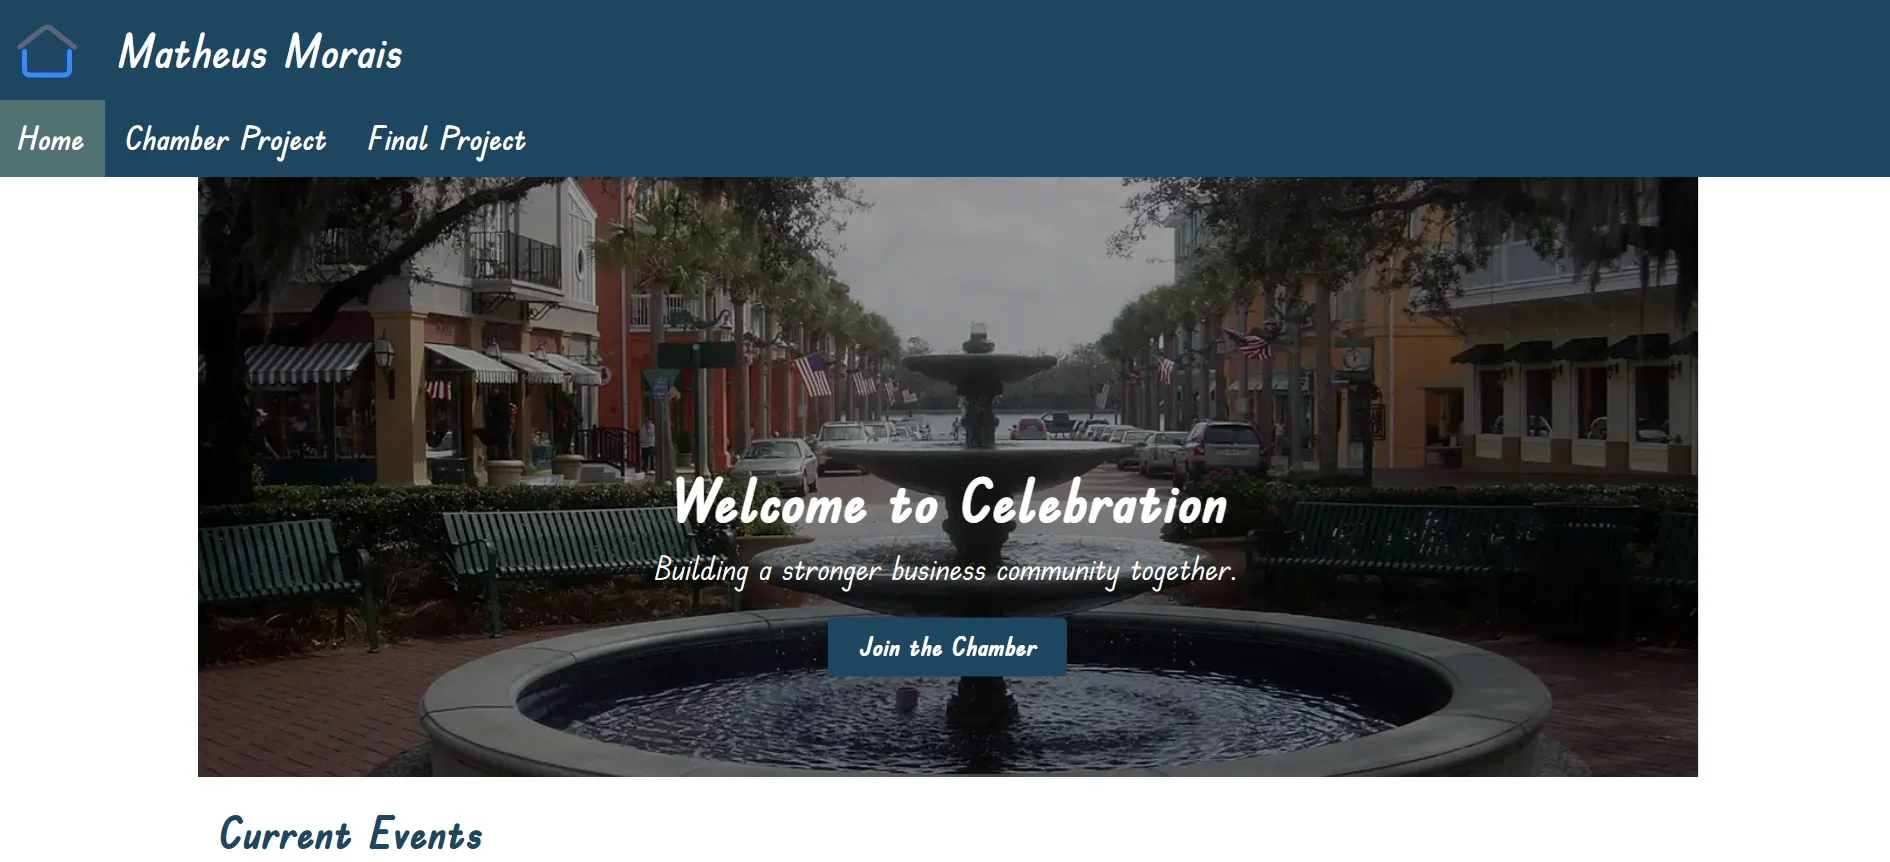 Matheus Morais
Home Chamber Project Final Project
Welcome to Celebration
Building a stronger business community together.
Join the Chamber
Current Events